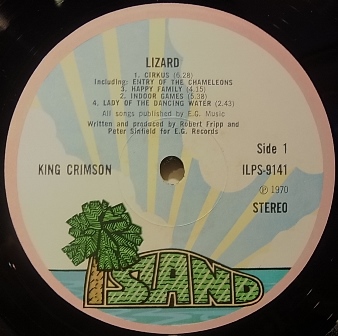 LIZARD
1. CIRKUS (6.28)
Including: ENTRY OF THE CHAMELEONS
3. HAPPY FAMILY (4.15)
2. INDOOR GAMES (5.38)
4. LADY OF THE DANCING WATER (2.43)
All songs published by E.G. Music
Written and produced by Robert Fripp and
Peter Sinfield for E.G. Records
Side 1
KING CRIMSON
ILPS-9141
℗ 1970
STEREO
ISLAND